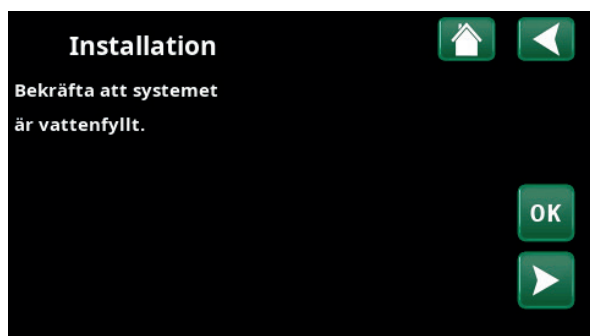 Installation
Bekräfta att systemet
är vattenfyllt.
OK